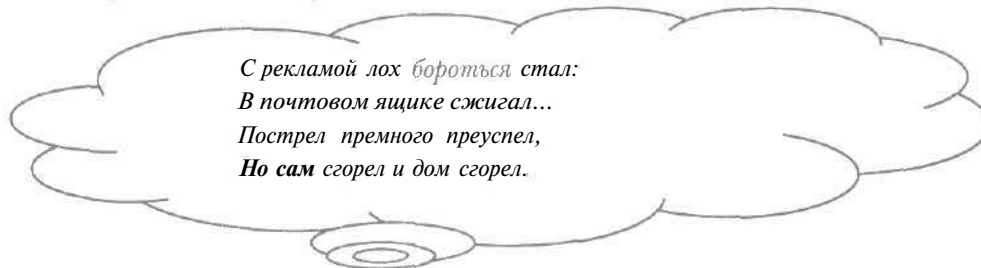 С рекламой лох бороться стал:
В почтовом ящике сжигал...
Пострел премного преуспел,
Но сам сгорел и дом сгорел.